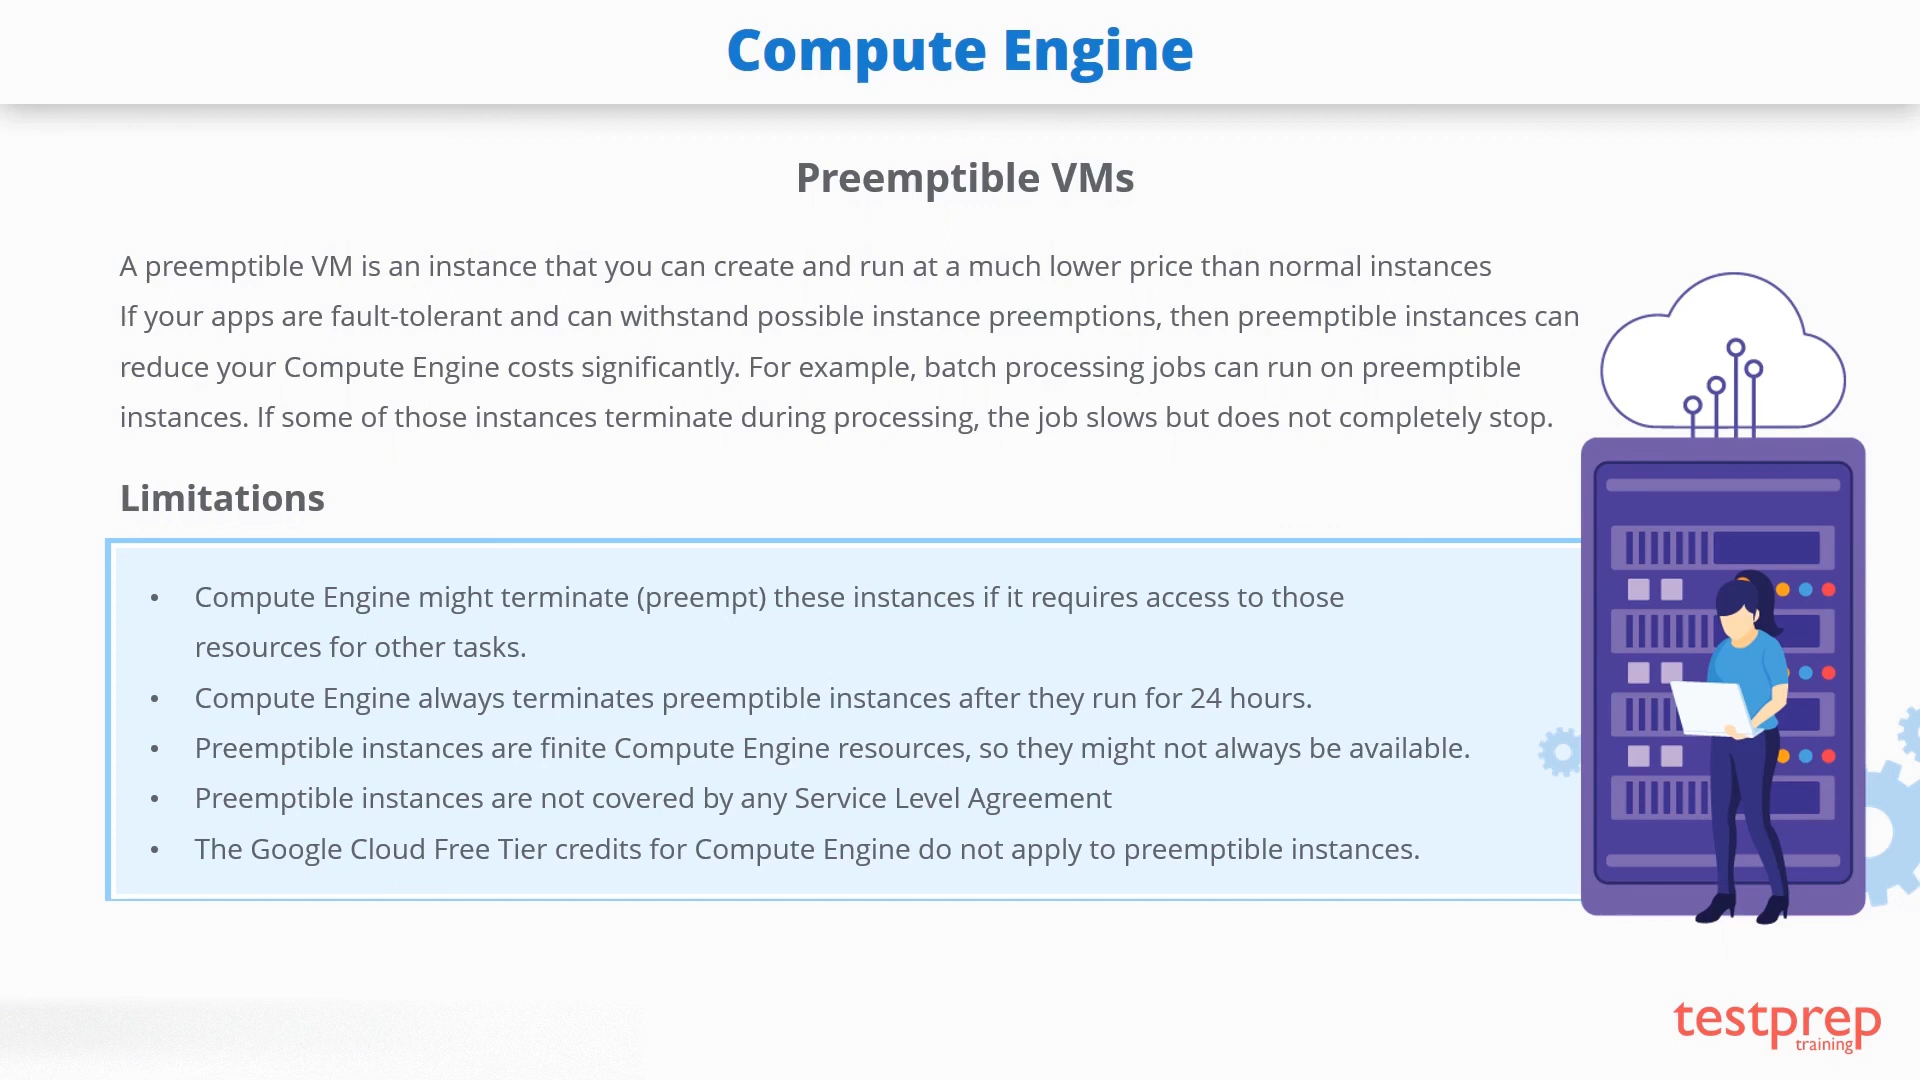 Compute Engine
Preemptible VMs
A preemptible VM is an instance that you can create and run at a much lower price than normal instances
If your apps are fault-tolerant and can withstand possible instance preemptions, then preemptible instances can
reduce your Compute Engine costs significantly. For example, batch processing jobs can run on preemptible
instances. If some of those instances terminate during processing, the job slows but does not completely stop.
Limitations
• Compute Engine might terminate (preempt) these instances if it requires access to those
resources for other tasks.
• Compute Engine always terminates preemptible instances after they run for 24 hours.
• Preemptible instances are finite Compute Engine resources, so they might not always be available.
• Preemptible instances are not covered by any Service Level Agreement
• The Google Cloud Free Tier credits for Compute Engine do not apply to preemptible instances.
testprep
training